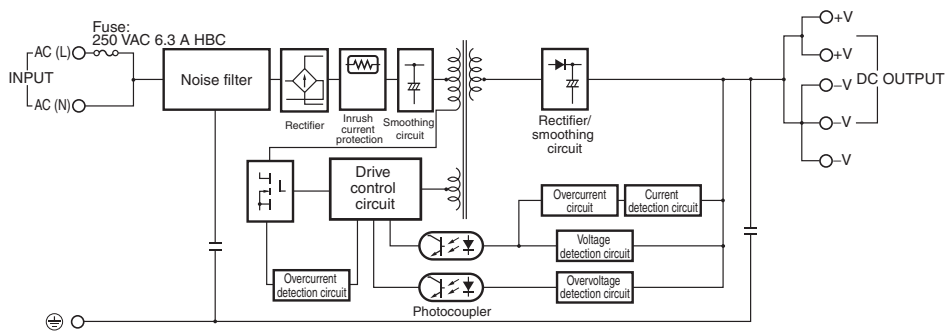 Fuse:
250 VAC 6.3 A HBC
AC (L)
INPUT
AC (N)
Noise filter
Rectifier
Inrush
current
protection
Smoothing
circuit
Rectifier/
smoothing
circuit
+V
+V
DC OUTPUT
–V
–V
–V
Drive
control
circuit
Overcurrent
circuit
Current
detection circuit
Voltage
detection circuit
Overcurrent
detection circuit
Overvoltage
detection circuit
Photocoupler